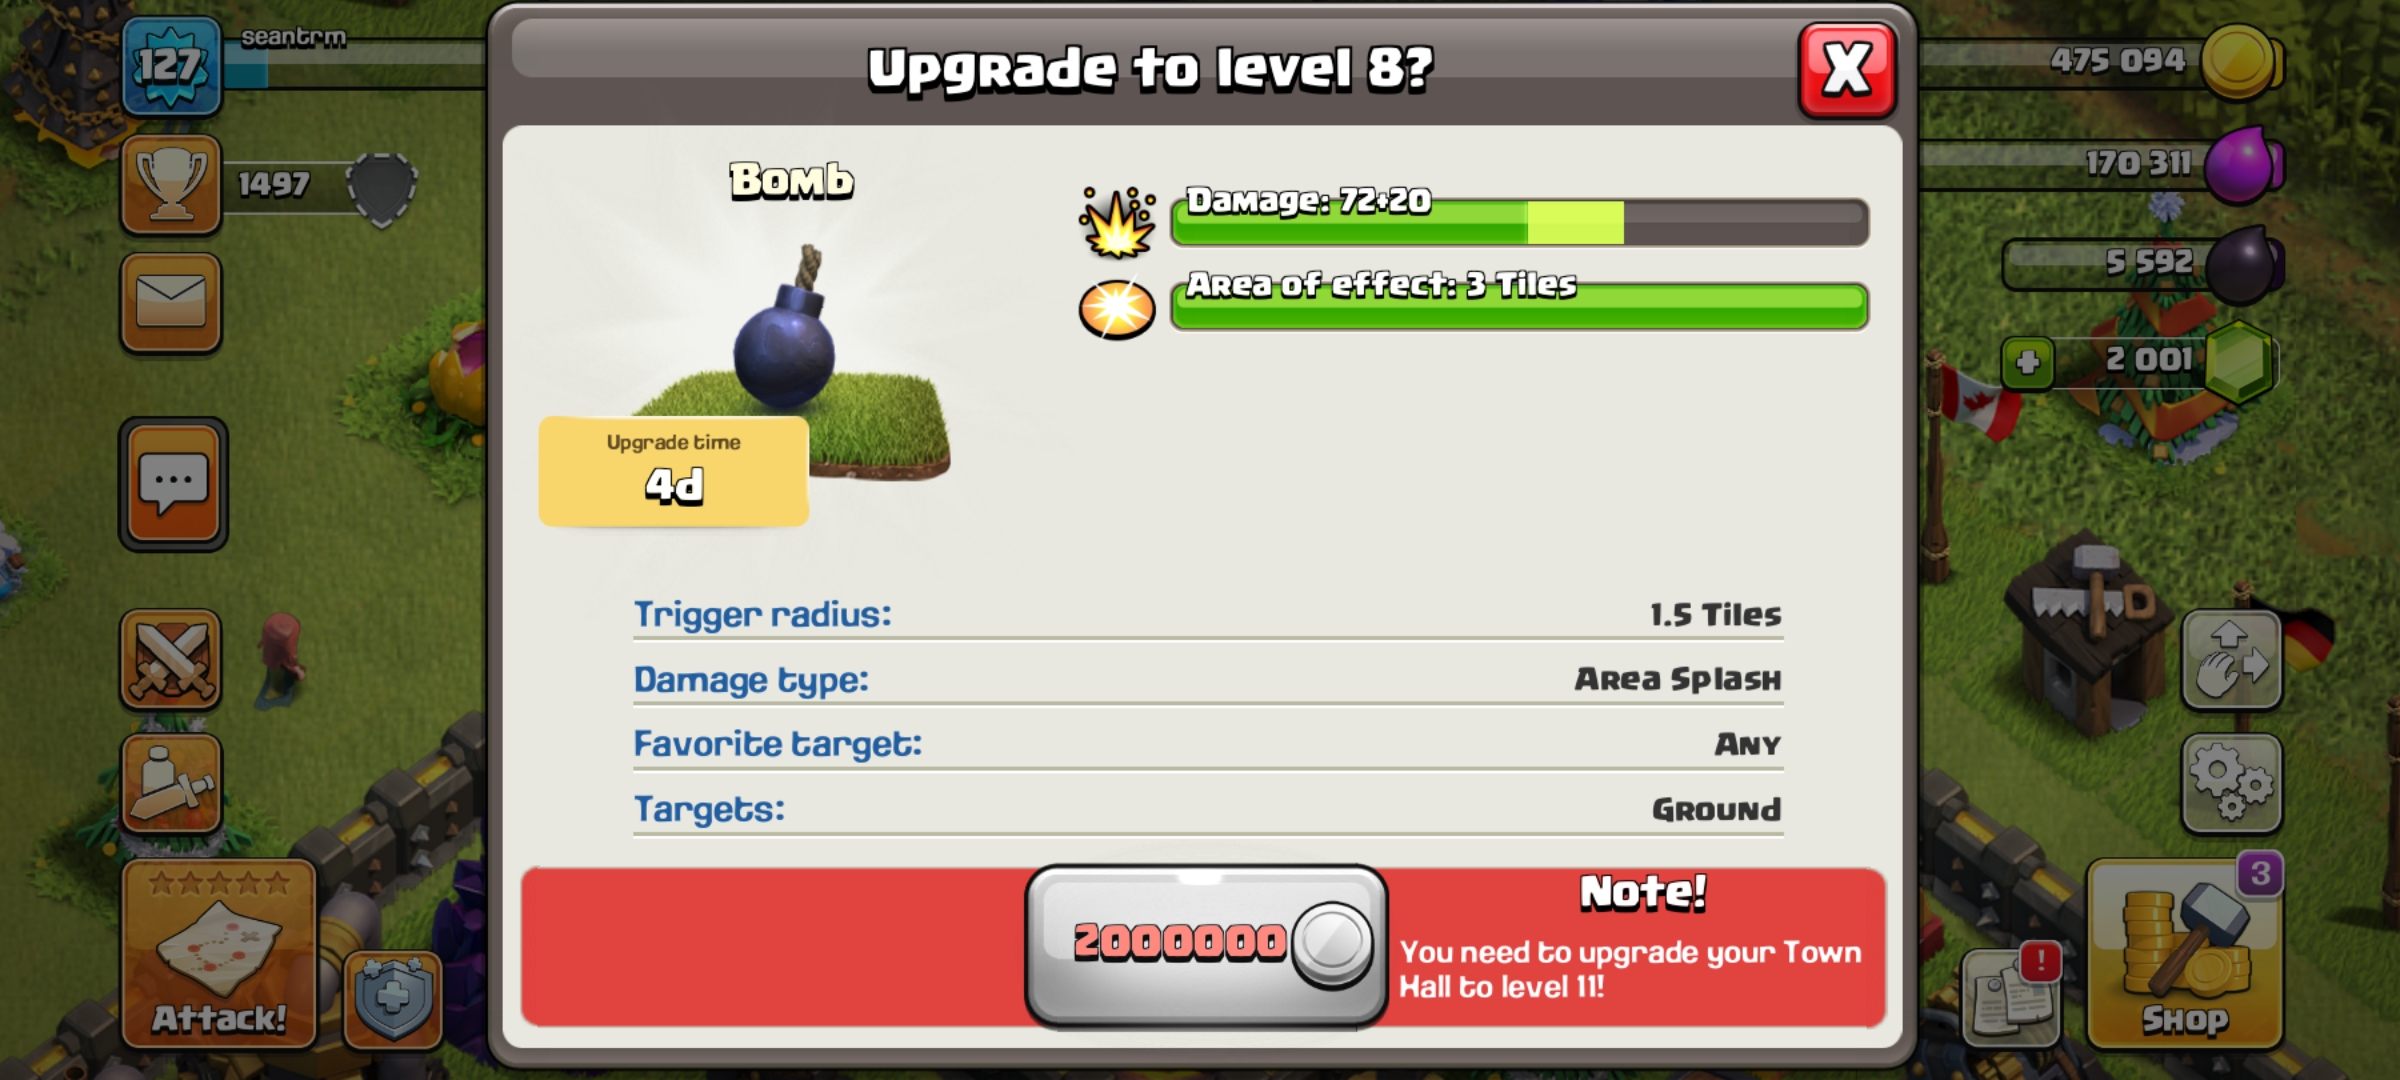 127
seantrm
1497
475 094
170 311
5 592
2 001
Upgrade to level 8?
X
Bomb
Upgrade time
4d
Damage: 72+20
Area of effect: 3 Tiles
Trigger radius: 1.5 Tiles
Damage type: Area Splash
Favorite target: Any
Targets: Ground
2000000
Note!
You need to upgrade your Town
Hall to level 11!
Attack!
!
3
Shop